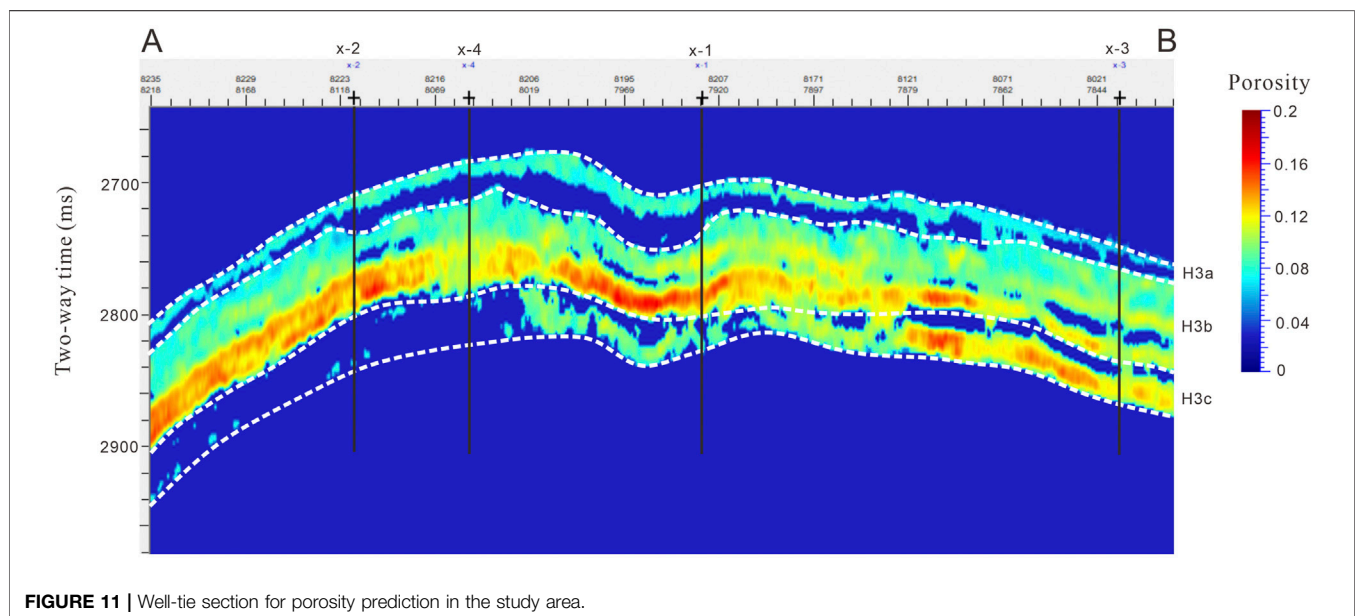 A B
x-2 x-4 x-1 x-3
x-2 x-4 x-1 x-3
8235 8229 8223 8216 8206 8195 8207 8171 8121 8071 8021
8218 8168 8118 8069 8019 7969 7920 7897 7879 7862 7844
Porosity
0.2
0.16
0.12
0.08
0.04
0
Two-way time (ms)
2700
2800
2900
H3a
H3b
H3c
FIGURE 11 | Well-tie section for porosity prediction in the study area.